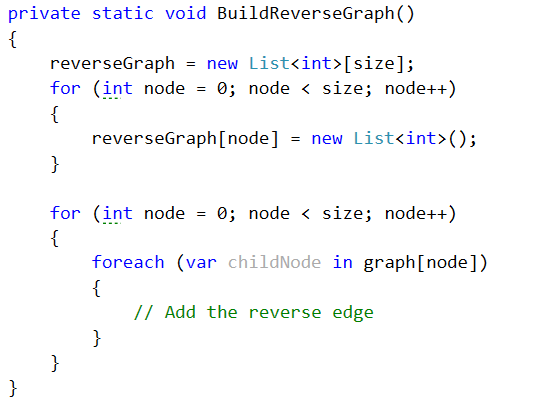 private static void BuildReverseGraph()
{
    reverseGraph = new List<int>[size];
    for (int node = 0; node < size; node++)
    {
        reverseGraph[node] = new List<int>();
    }

    for (int node = 0; node < size; node++)
    {
        foreach (var childNode in graph[node])
        {
            // Add the reverse edge
        }
    }
}